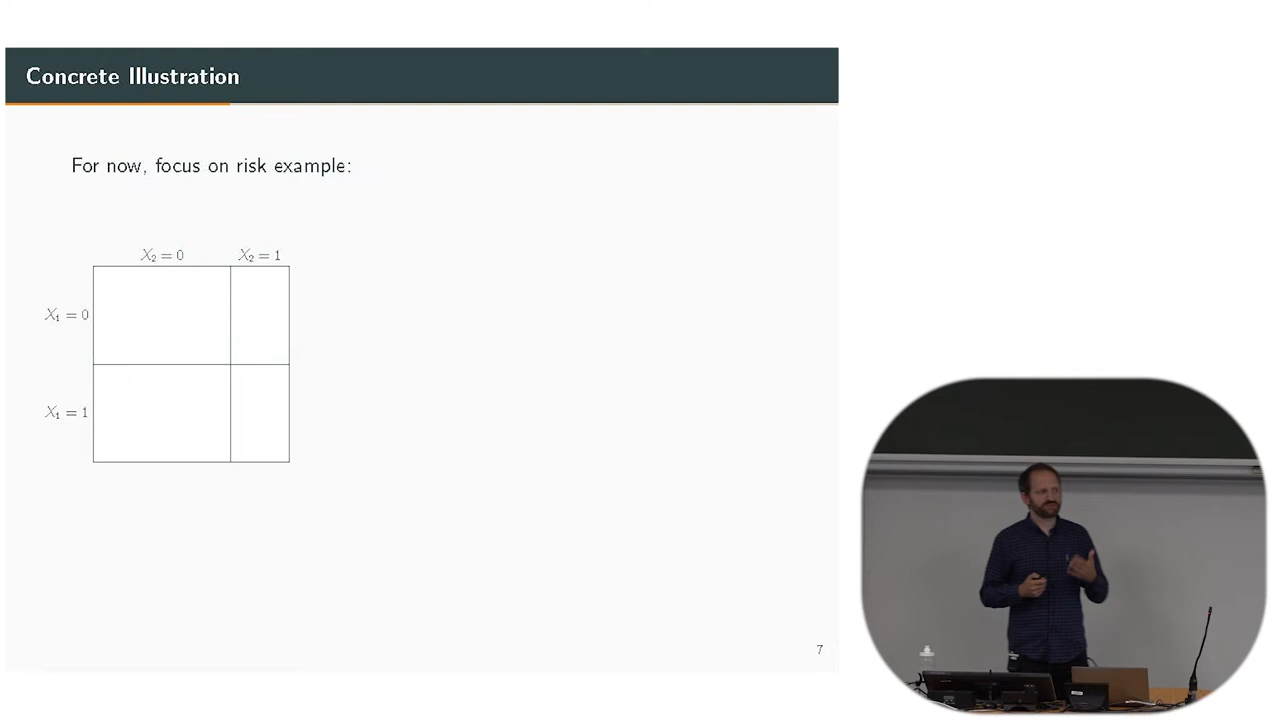 Concrete Illustration
For now, focus on risk example:
X₂ = 0 X₂ = 1
X₁ = 0
X₁ = 1
7